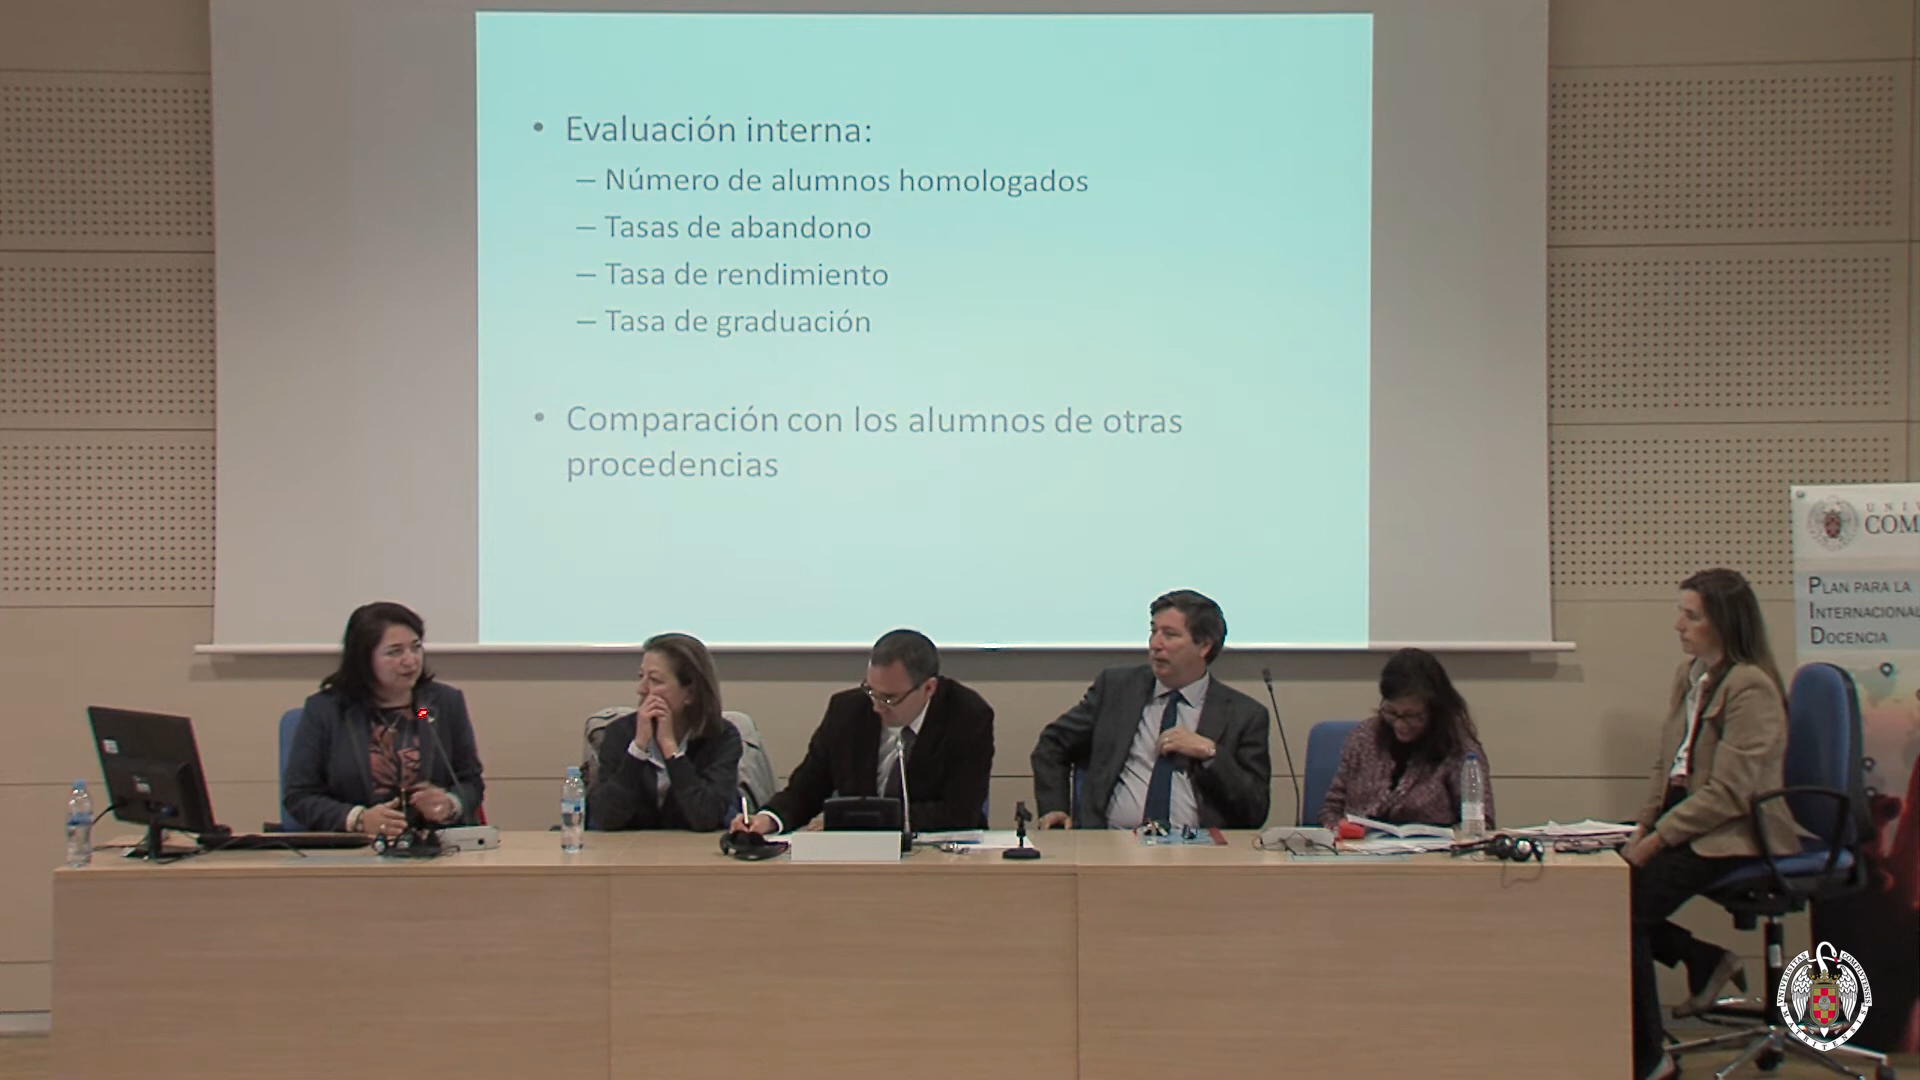 • Evaluación interna:
– Número de alumnos homologados
– Tasas de abandono
– Tasa de rendimiento
– Tasa de graduación
• Comparación con los alumnos de otras
procedencias
UNIV
COM
PLAN PARA LA
INTERNACIONAL
DOCENCIA